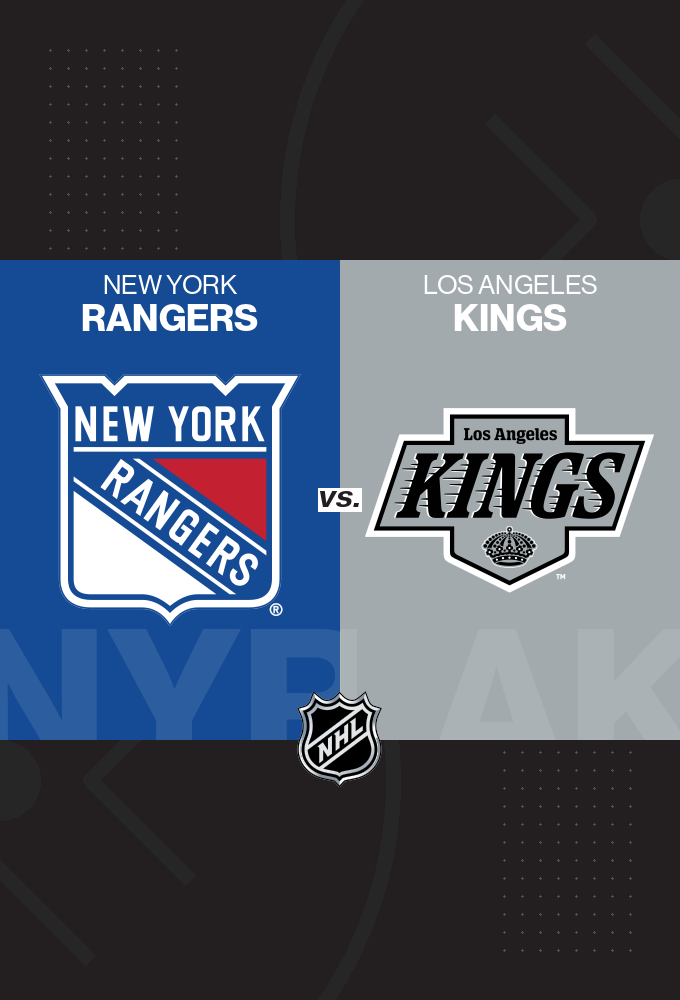 NEW YORK
RANGERS
LOS ANGELES
KINGS
NEW YORK
RANGERS
®
vs.
Los Angeles
KINGS
TM
NYR
LAK
NHL